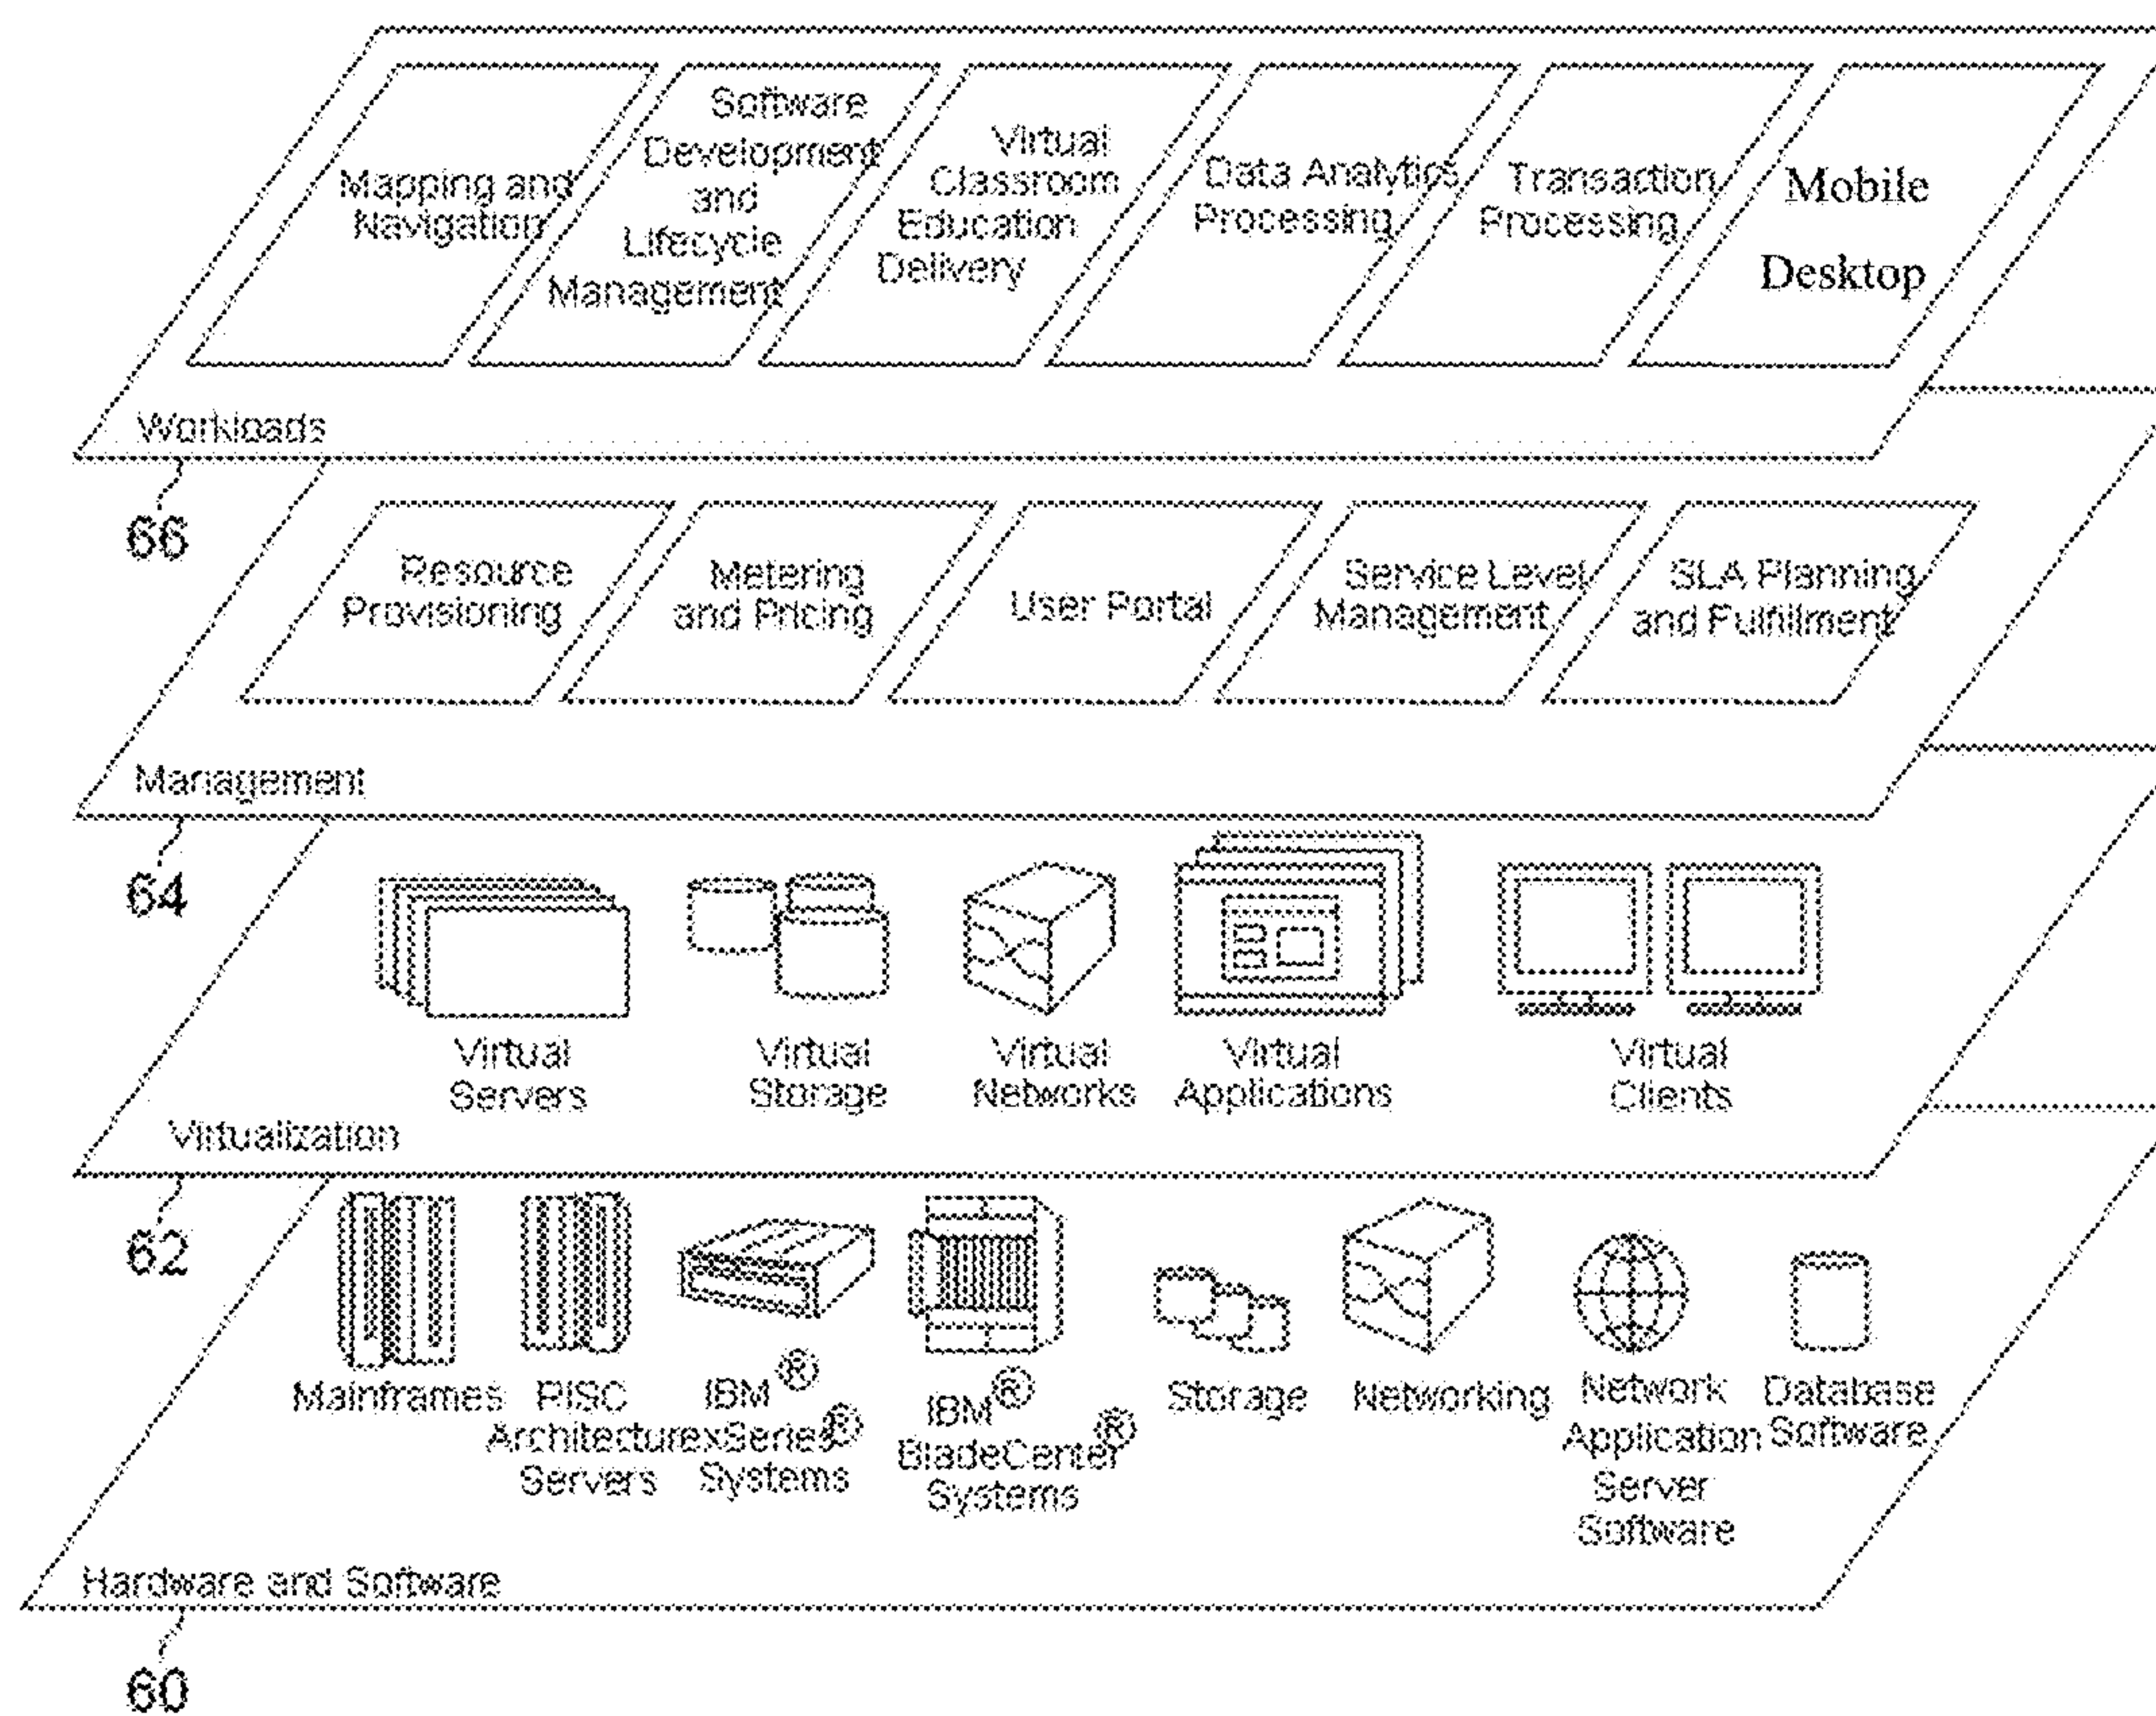 Mapping and
Navigation
Software
Development
and
Lifecycle
Management
Virtual
Classroom
Education
Delivery
Data Analytics
Processing
Transaction
Processing
Mobile
Desktop
Workloads
66
Resource
Provisioning
Metering
and Pricing
User Portal
Service Level
Management
SLA Planning
and Fulfillment
Management
64
Virtual
Servers
Virtual
Storage
Virtual
Networks
Virtual
Applications
Virtual
Clients
Virtualization
62
Mainframes
RISC
Architecture
Servers
IBM®
xSeries®
Systems
IBM®
BladeCenter®
Systems
Storage
Networking
Network
Application
Server
Software
Database
Software
Hardware and Software
60